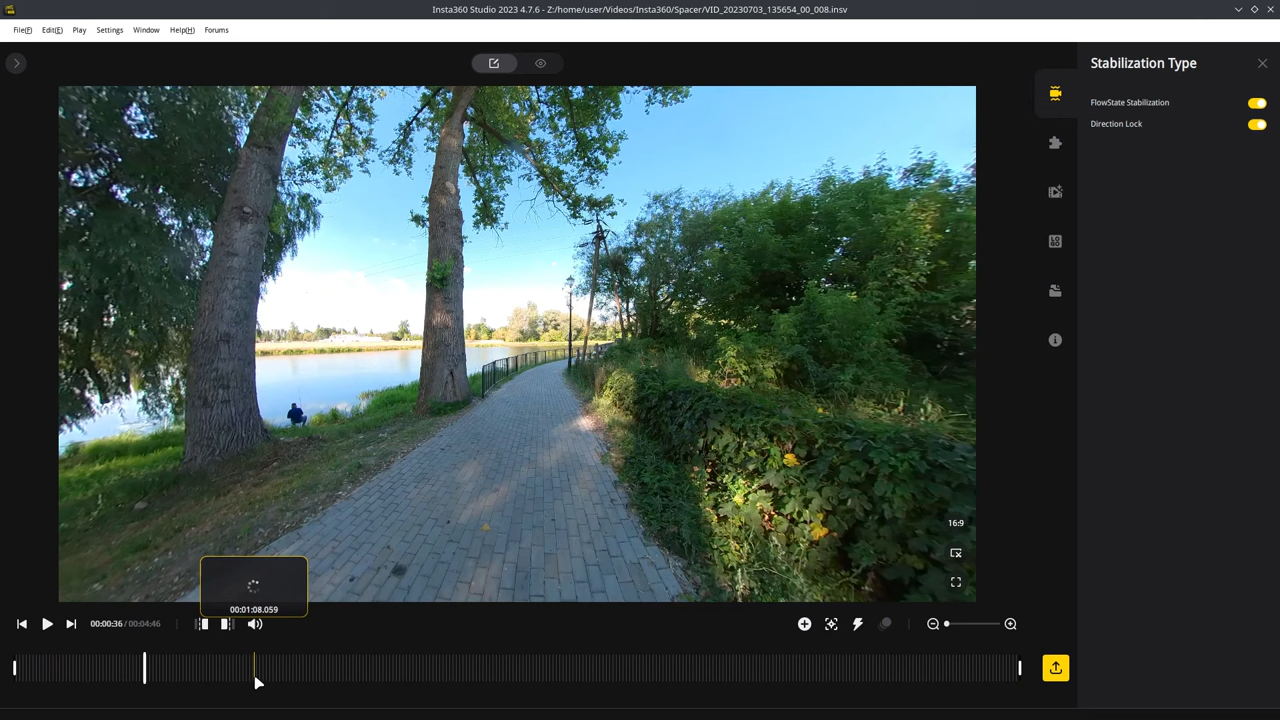 Insta360 Studio 2023 4.7.6 - Z:/home/user/Videos/Insta360/Spacer/VID_20230703_135654_00_008.insv
File(F) Edit(E) Play Settings Window Help(H) Forums
Stabilization Type
FlowState Stabilization
Direction Lock
LO
GO
16:9
00:01:08.059
00:00:36 / 00:04:46